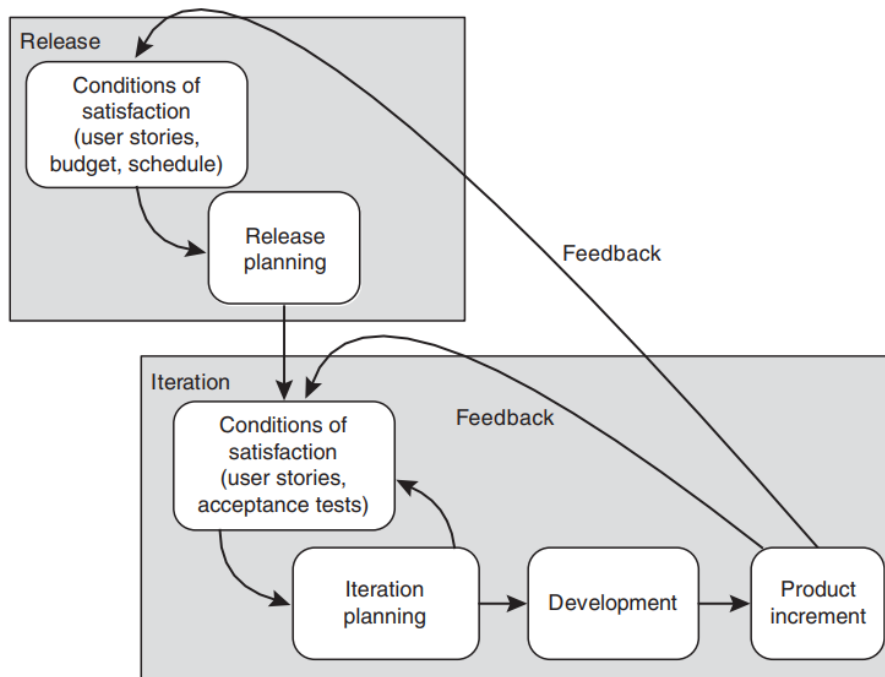 Release
Conditions of
satisfaction
(user stories,
budget, schedule)
Release
planning
Feedback
Iteration
Conditions of
satisfaction
(user stories,
acceptance tests)
Feedback
Iteration
planning
Development
Product
increment